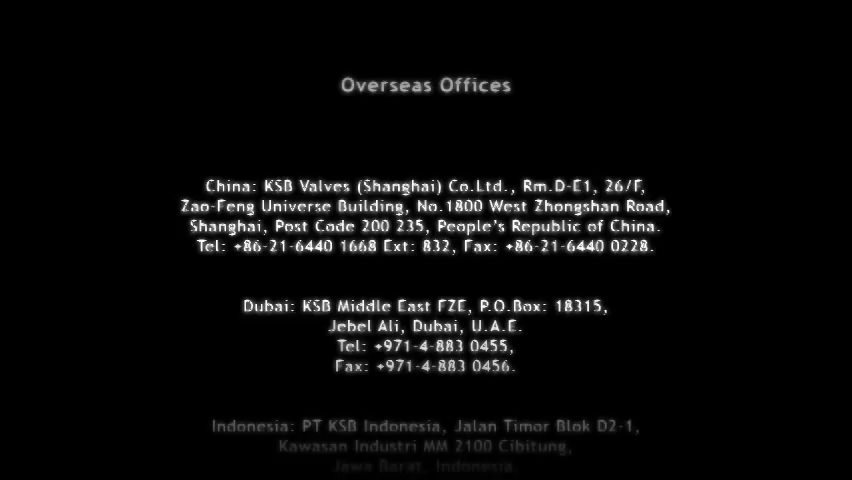 Overseas Offices
China: KSB Valves (Shanghai) Co.Ltd., Rm.D-E1, 26/F,
Zao-Feng Universe Building, No.1800 West Zhongshan Road,
Shanghai, Post Code 200 235, People's Republic of China.
Tel: +86-21-6440 1668 Ext: 832, Fax: +86-21-6440 0228.
Dubai: KSB Middle East FZE, P.O.Box: 18315,
Jebel Ali, Dubai, U.A.E.
Tel: +971-4-883 0455,
Fax: +971-4-883 0456.
Indonesia: PT KSB Indonesia, Jalan Timor Blok D2-1,
Kawasan Industri MM 2100 Cibitung,
Jawa Barat, Indonesia.